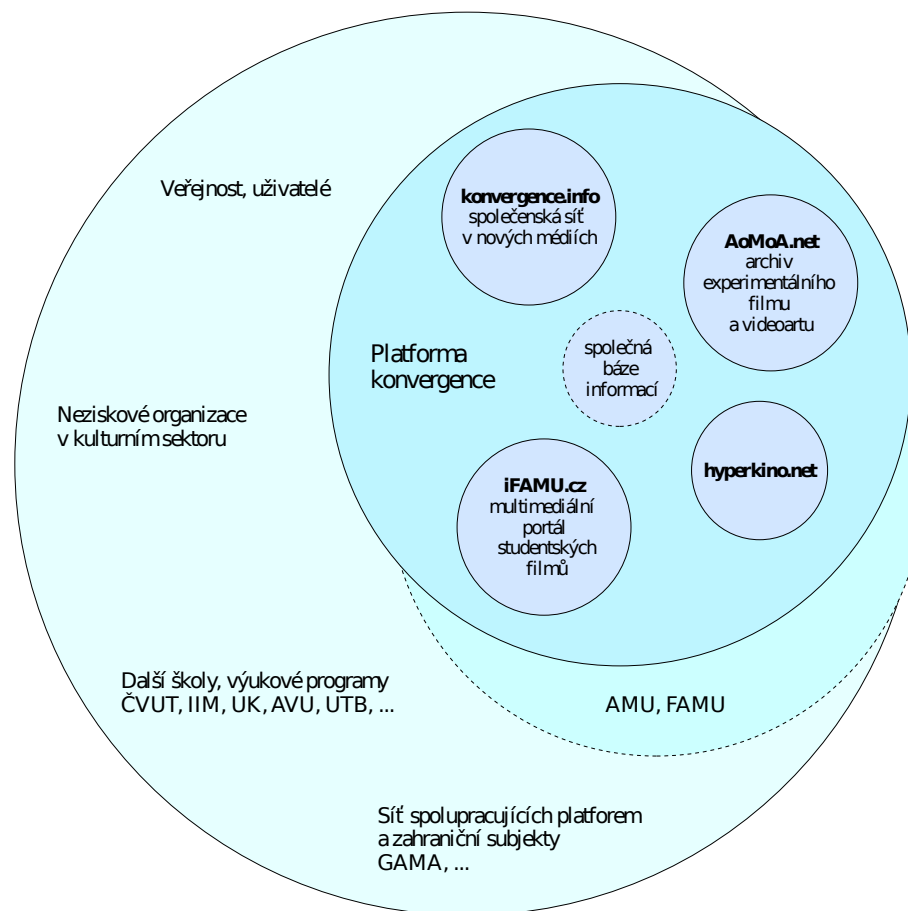 Veřejnost, uživatelé
konvergence.info
společenská síť
v nových médiích
AoMoA.net
archiv
experimentálního
filmu
a videoartu
Platforma
konvergence
společná
báze
informací
Neziskové organizace
v kulturním sektoru
hyperkino.net
iFAMU.cz
multimediální
portál
studentských
filmů
Další školy, výukové programy
ČVUT, IIM, UK, AVU, UTB, ...
AMU, FAMU
Síť spolupracujících platforem
a zahraniční subjekty
GAMA, ...